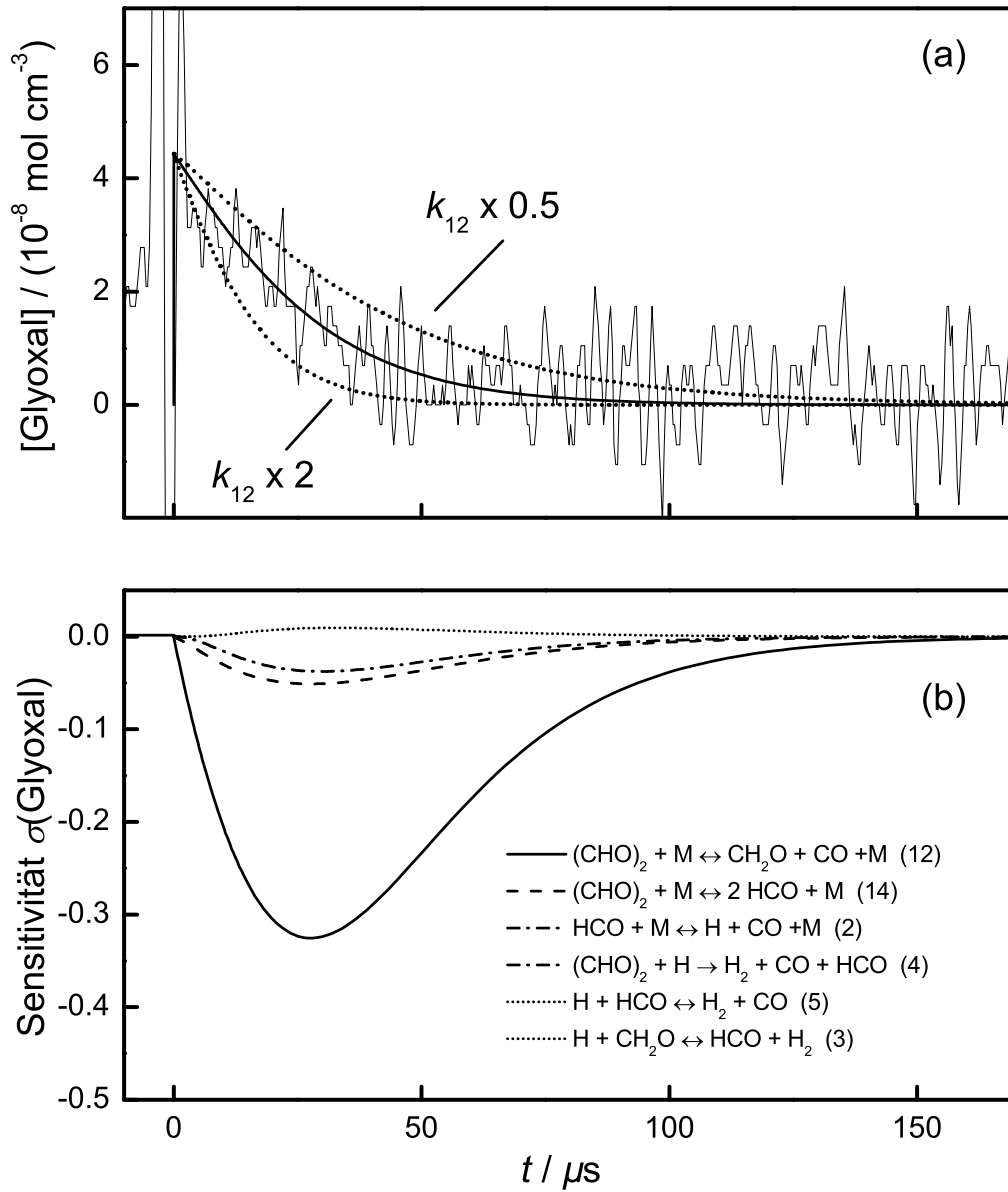 (a)
6
4
2
0
[Glyoxal] / (10⁻⁸ mol cm⁻³)
k₁₂ x 0.5
k₁₂ x 2
(b)
0.0
-0.1
-0.2
-0.3
-0.4
-0.5
Sensitivität σ(Glyoxal)
(CHO)₂ + M ↔ CH₂O + CO +M (12)
(CHO)₂ + M ↔ 2 HCO + M (14)
HCO + M ↔ H + CO +M (2)
(CHO)₂ + H → H₂ + CO + HCO (4)
H + HCO ↔ H₂ + CO (5)
H + CH₂O ↔ HCO + H₂ (3)
0 50 100 150
t / µs